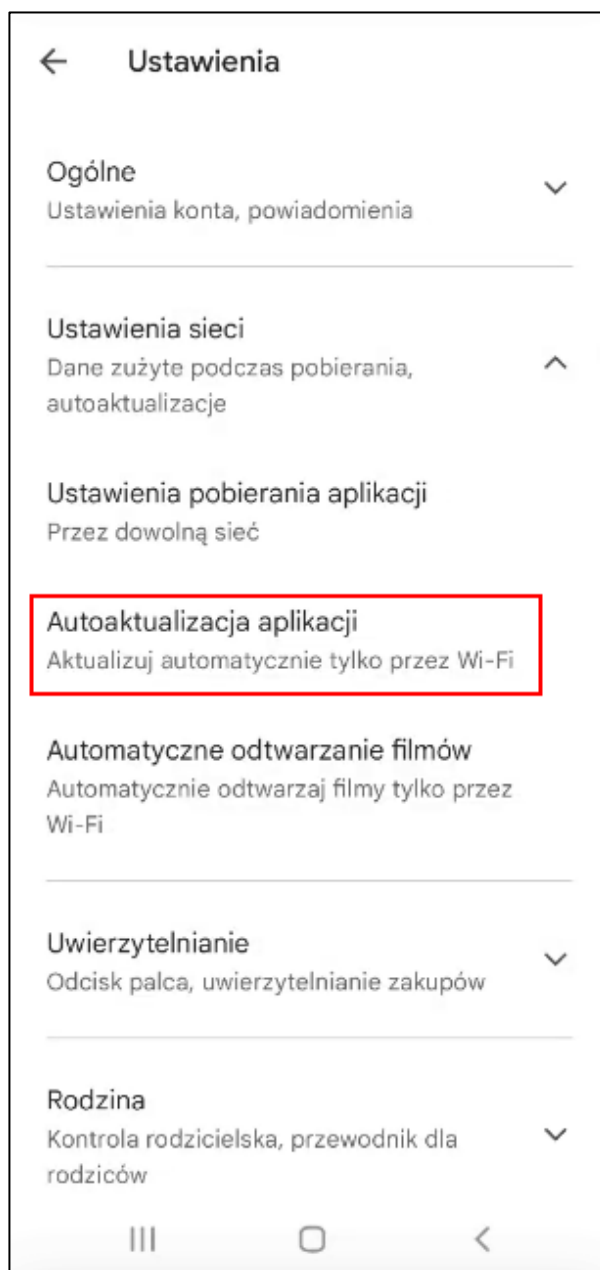 Ustawienia
Ogólne
Ustawienia konta, powiadomienia
Ustawienia sieci
Dane zużyte podczas pobierania,
autoaktualizacje
Ustawienia pobierania aplikacji
Przez dowolną sieć
Autoaktualizacja aplikacji
Aktualizuj automatycznie tylko przez Wi-Fi
Automatyczne odtwarzanie filmów
Automatycznie odtwarzaj filmy tylko przez
Wi-Fi
Uwierzytelnianie
Odcisk palca, uwierzytelnianie zakupów
Rodzina
Kontrola rodzicielska, przewodnik dla
rodziców